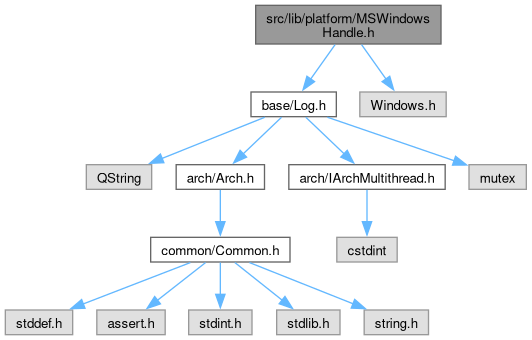 src/lib/platform/MSWindows
Handle.h
base/Log.h
Windows.h
QString
arch/Arch.h
arch/IArchMultithread.h
mutex
common/Common.h
cstdint
stddef.h
assert.h
stdint.h
stdlib.h
string.h